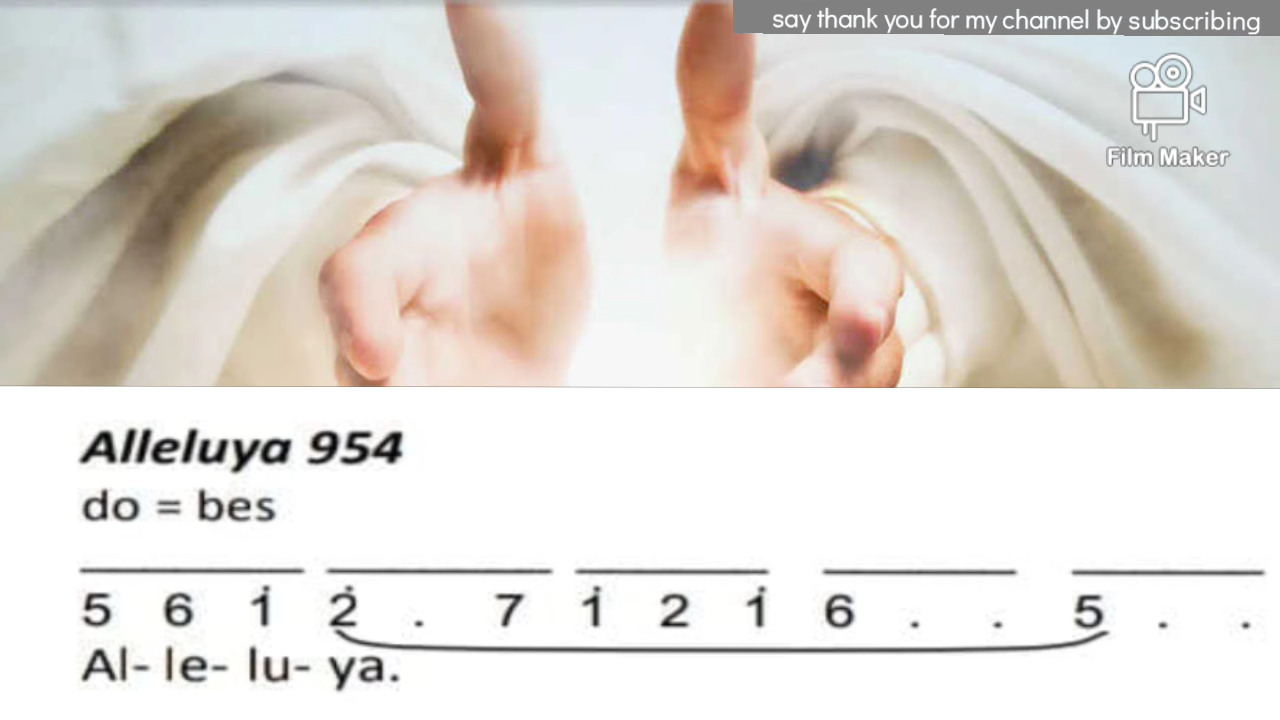 say thank you for my channel by subscribing
Film Maker
Alleluya 954
do = bes
5 6 1̇ 2̇ . 7 1̇ 2 1̇ 6 . . 5 . .
Al- le- lu- ya.